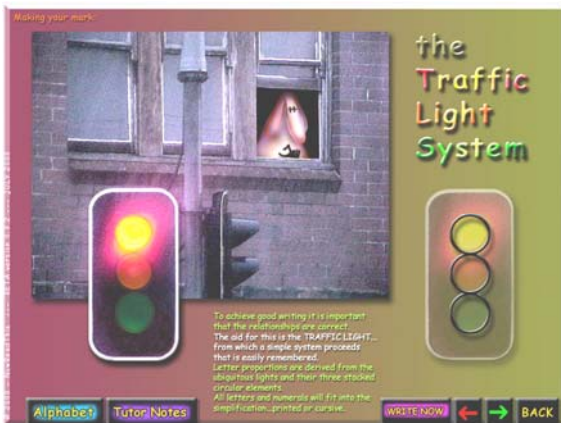 Making your mark:
the
Traffic
Light
System
To achieve good writing it is important
that the relationships are correct.
The aid for this is the TRAFFIC LIGHT...
from which a simple system proceeds
that is easily remembered.
Letter proportions are derived from the
ubiquitous lights and their three stacked
circular elements.
All letters and numerals will fit into the
simplification...printed or cursive.
Alphabet
Tutor Notes
WRITE NOW
BACK